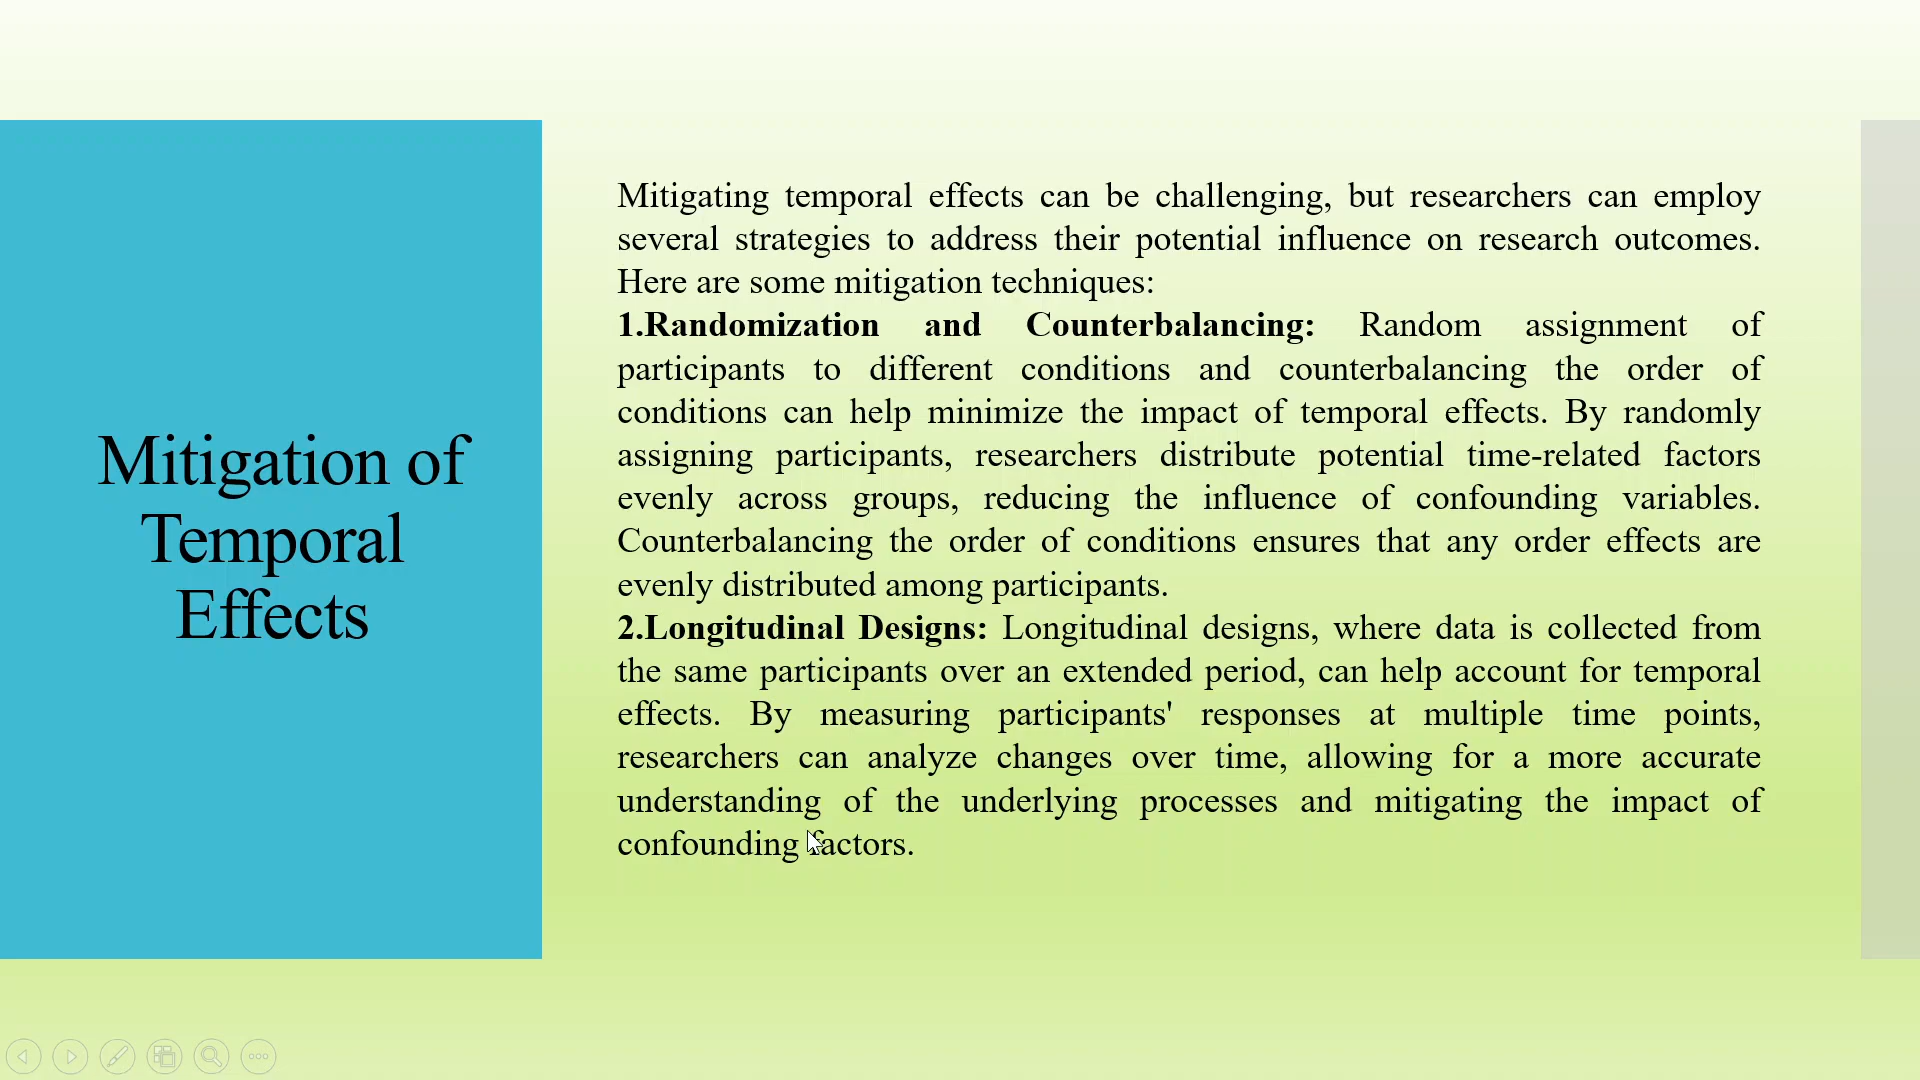 Mitigation of
Temporal
Effects
Mitigating temporal effects can be challenging, but researchers can employ
several strategies to address their potential influence on research outcomes.
Here are some mitigation techniques:
1.Randomization and Counterbalancing: Random assignment of
participants to different conditions and counterbalancing the order of
conditions can help minimize the impact of temporal effects. By randomly
assigning participants, researchers distribute potential time-related factors
evenly across groups, reducing the influence of confounding variables.
Counterbalancing the order of conditions ensures that any order effects are
evenly distributed among participants.
2.Longitudinal Designs: Longitudinal designs, where data is collected from
the same participants over an extended period, can help account for temporal
effects. By measuring participants' responses at multiple time points,
researchers can analyze changes over time, allowing for a more accurate
understanding of the underlying processes and mitigating the impact of
confounding factors.